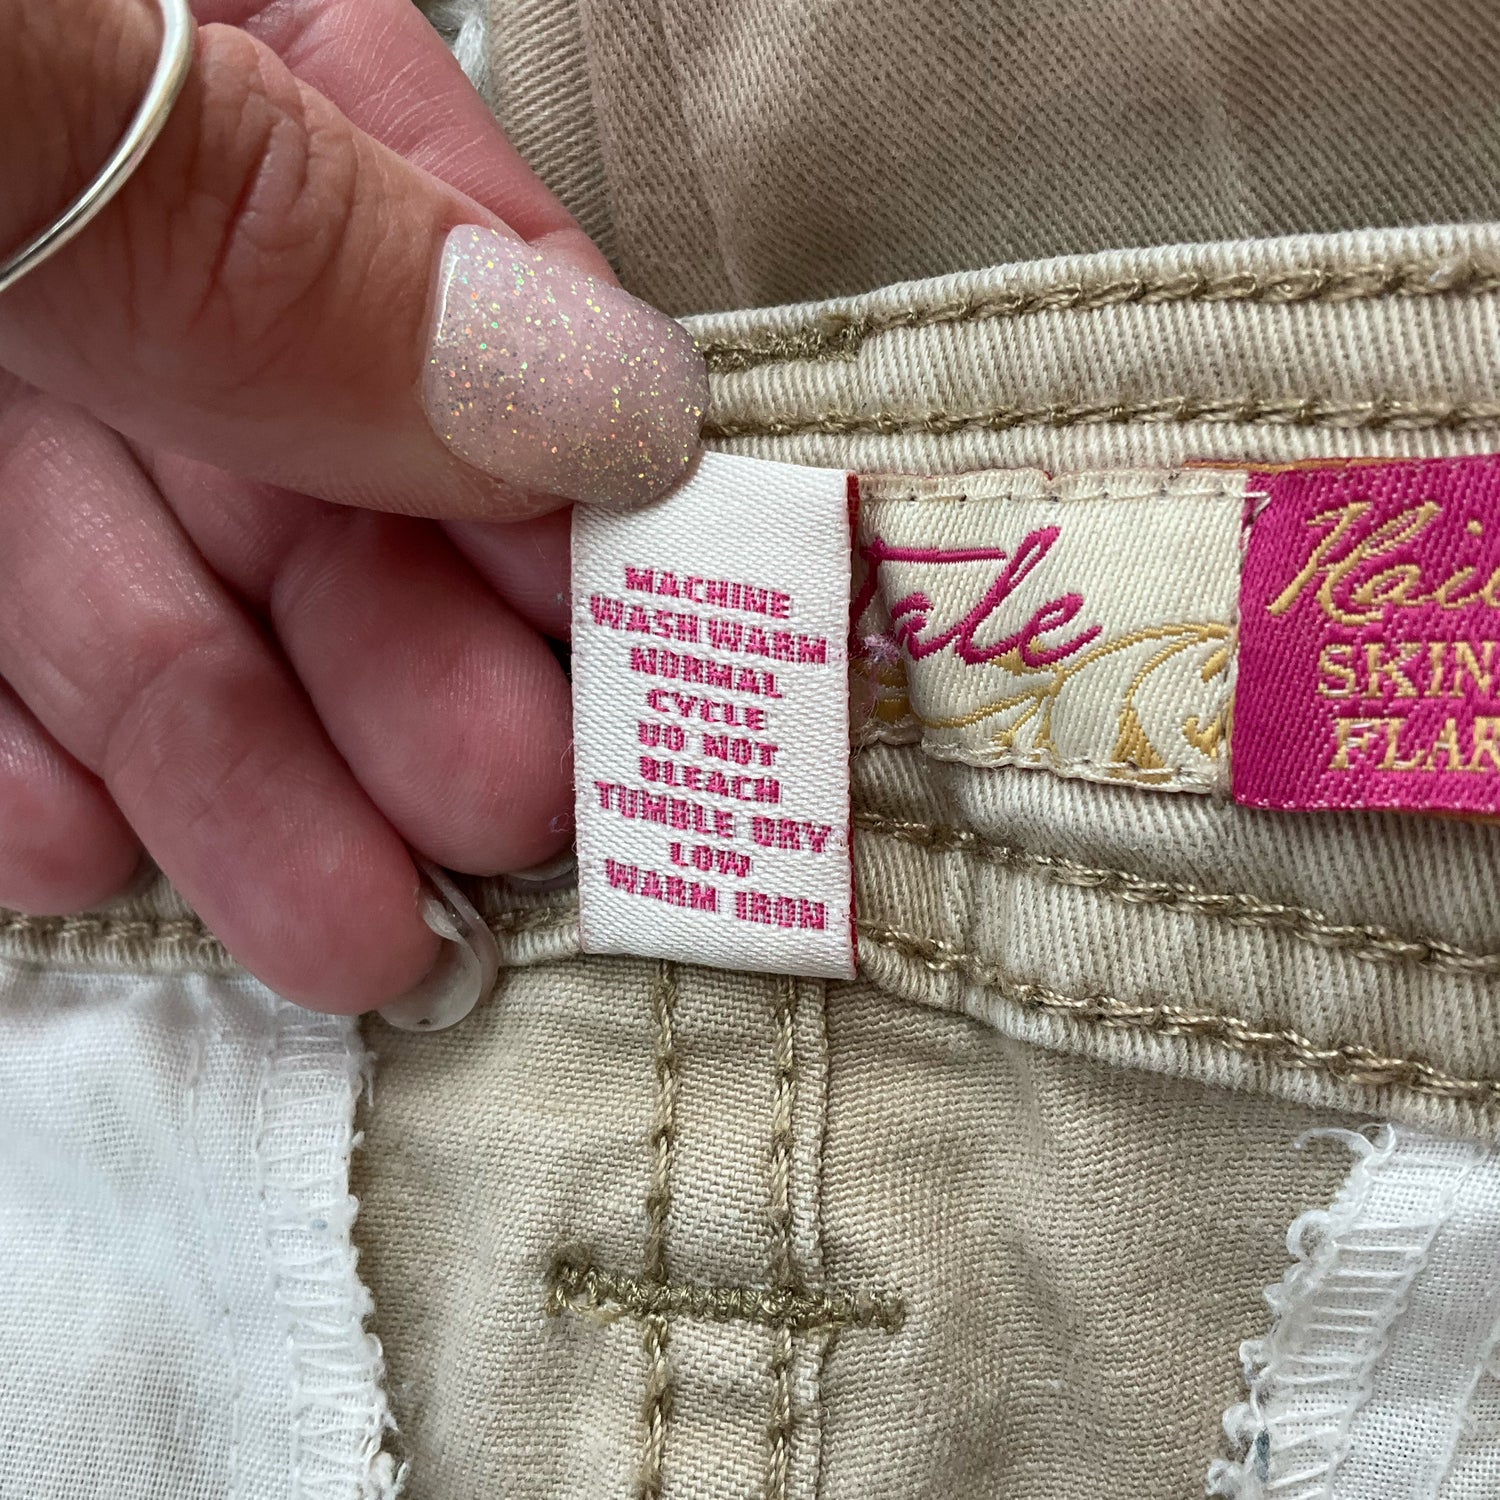 MACHINE
WASH WARM
NORMAL
CYCLE
DO NOT
BLEACH
TUMBLE DRY
LOW
WARM IRON
Tale
SKIN
FLAR